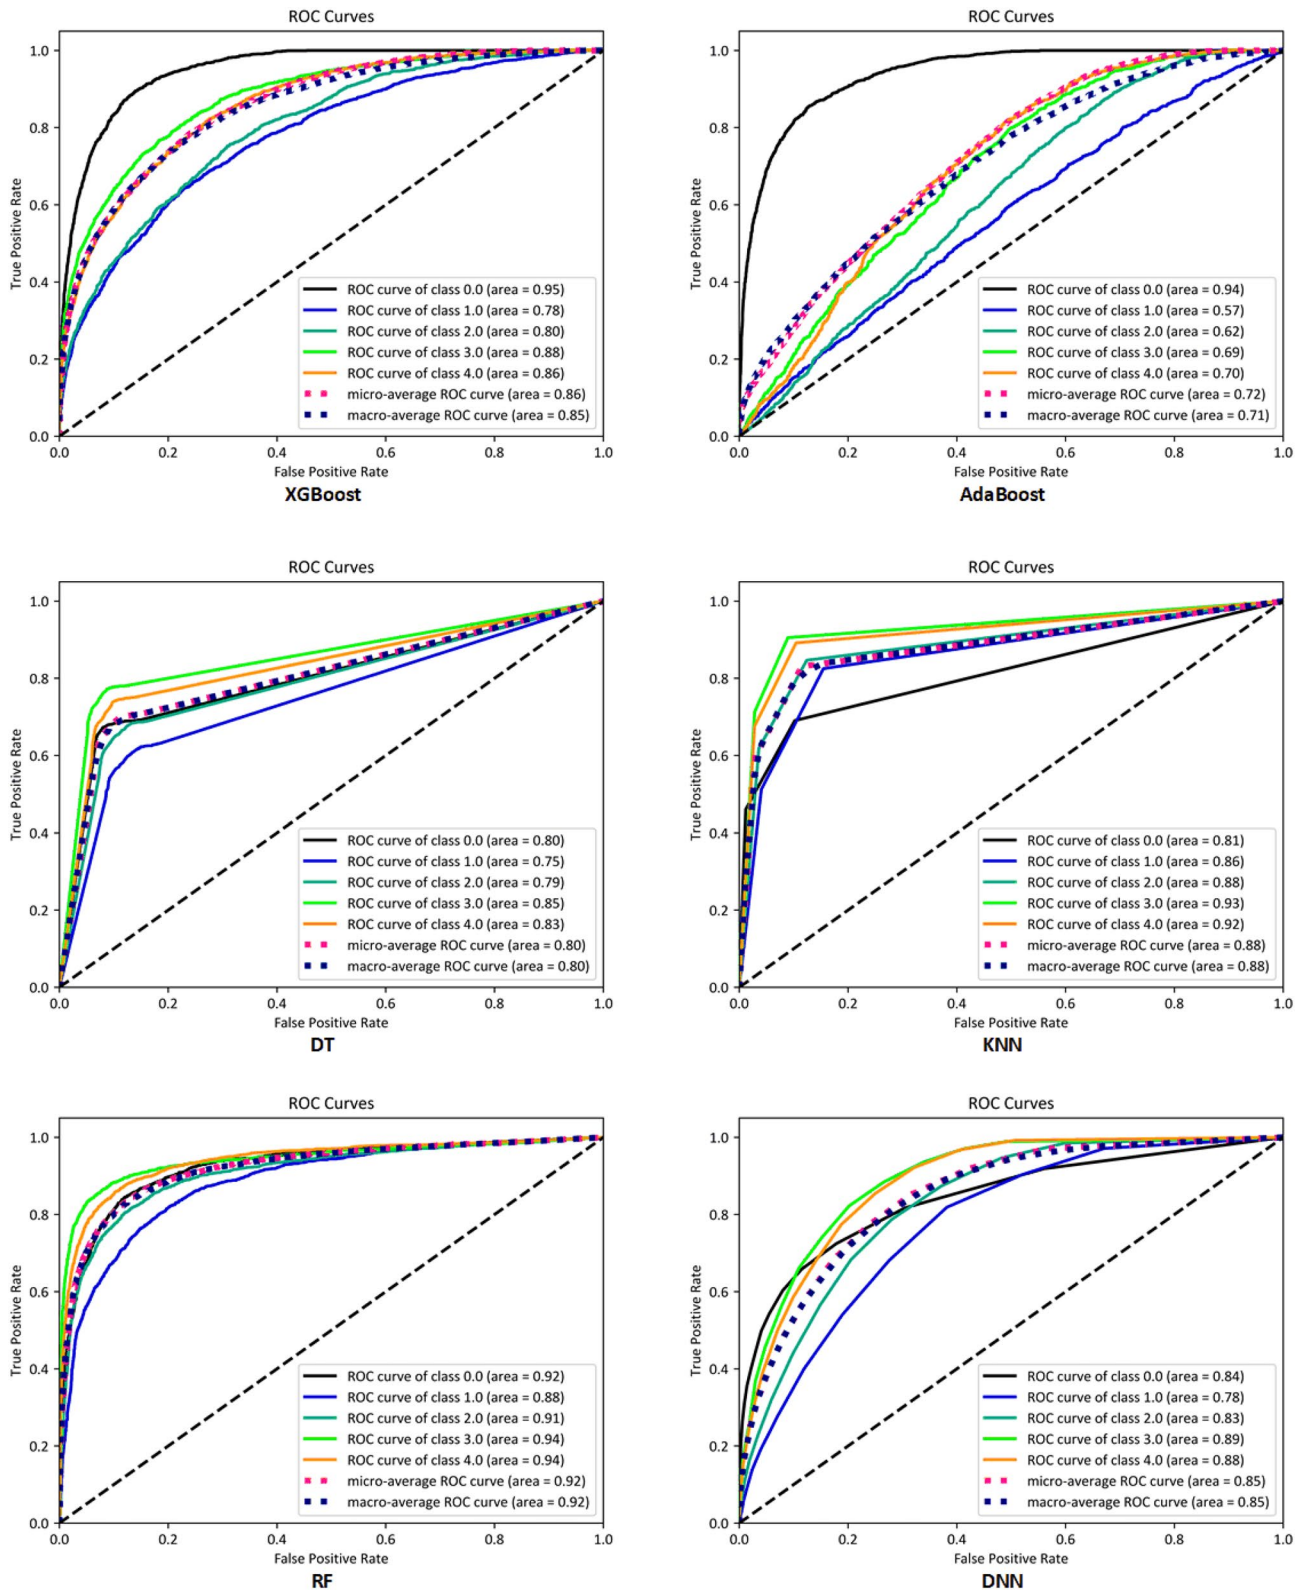 ROC Curves
True Positive Rate
1.0
0.8
0.6
0.4
0.2
0.0
ROC curve of class 0.0 (area = 0.95)
ROC curve of class 1.0 (area = 0.78)
ROC curve of class 2.0 (area = 0.80)
ROC curve of class 3.0 (area = 0.88)
ROC curve of class 4.0 (area = 0.86)
micro-average ROC curve (area = 0.86)
macro-average ROC curve (area = 0.85)
0.0 0.2 0.4 0.6 0.8 1.0
False Positive Rate
XGBoost
ROC Curves
True Positive Rate
1.0
0.8
0.6
0.4
0.2
0.0
ROC curve of class 0.0 (area = 0.94)
ROC curve of class 1.0 (area = 0.57)
ROC curve of class 2.0 (area = 0.62)
ROC curve of class 3.0 (area = 0.69)
ROC curve of class 4.0 (area = 0.70)
micro-average ROC curve (area = 0.72)
macro-average ROC curve (area = 0.71)
0.0 0.2 0.4 0.6 0.8 1.0
False Positive Rate
AdaBoost
ROC Curves
True Positive Rate
1.0
0.8
0.6
0.4
0.2
0.0
ROC curve of class 0.0 (area = 0.80)
ROC curve of class 1.0 (area = 0.75)
ROC curve of class 2.0 (area = 0.79)
ROC curve of class 3.0 (area = 0.85)
ROC curve of class 4.0 (area = 0.83)
micro-average ROC curve (area = 0.80)
macro-average ROC curve (area = 0.80)
0.0 0.2 0.4 0.6 0.8 1.0
False Positive Rate
DT
ROC Curves
True Positive Rate
1.0
0.8
0.6
0.4
0.2
0.0
ROC curve of class 0.0 (area = 0.81)
ROC curve of class 1.0 (area = 0.86)
ROC curve of class 2.0 (area = 0.88)
ROC curve of class 3.0 (area = 0.93)
ROC curve of class 4.0 (area = 0.92)
micro-average ROC curve (area = 0.88)
macro-average ROC curve (area = 0.88)
0.0 0.2 0.4 0.6 0.8 1.0
False Positive Rate
KNN
ROC Curves
True Positive Rate
1.0
0.8
0.6
0.4
0.2
0.0
ROC curve of class 0.0 (area = 0.92)
ROC curve of class 1.0 (area = 0.88)
ROC curve of class 2.0 (area = 0.91)
ROC curve of class 3.0 (area = 0.94)
ROC curve of class 4.0 (area = 0.94)
micro-average ROC curve (area = 0.92)
macro-average ROC curve (area = 0.92)
0.0 0.2 0.4 0.6 0.8 1.0
False Positive Rate
RF
ROC Curves
True Positive Rate
1.0
0.8
0.6
0.4
0.2
0.0
ROC curve of class 0.0 (area = 0.84)
ROC curve of class 1.0 (area = 0.78)
ROC curve of class 2.0 (area = 0.83)
ROC curve of class 3.0 (area = 0.89)
ROC curve of class 4.0 (area = 0.88)
micro-average ROC curve (area = 0.85)
macro-average ROC curve (area = 0.85)
0.0 0.2 0.4 0.6 0.8 1.0
False Positive Rate
DNN